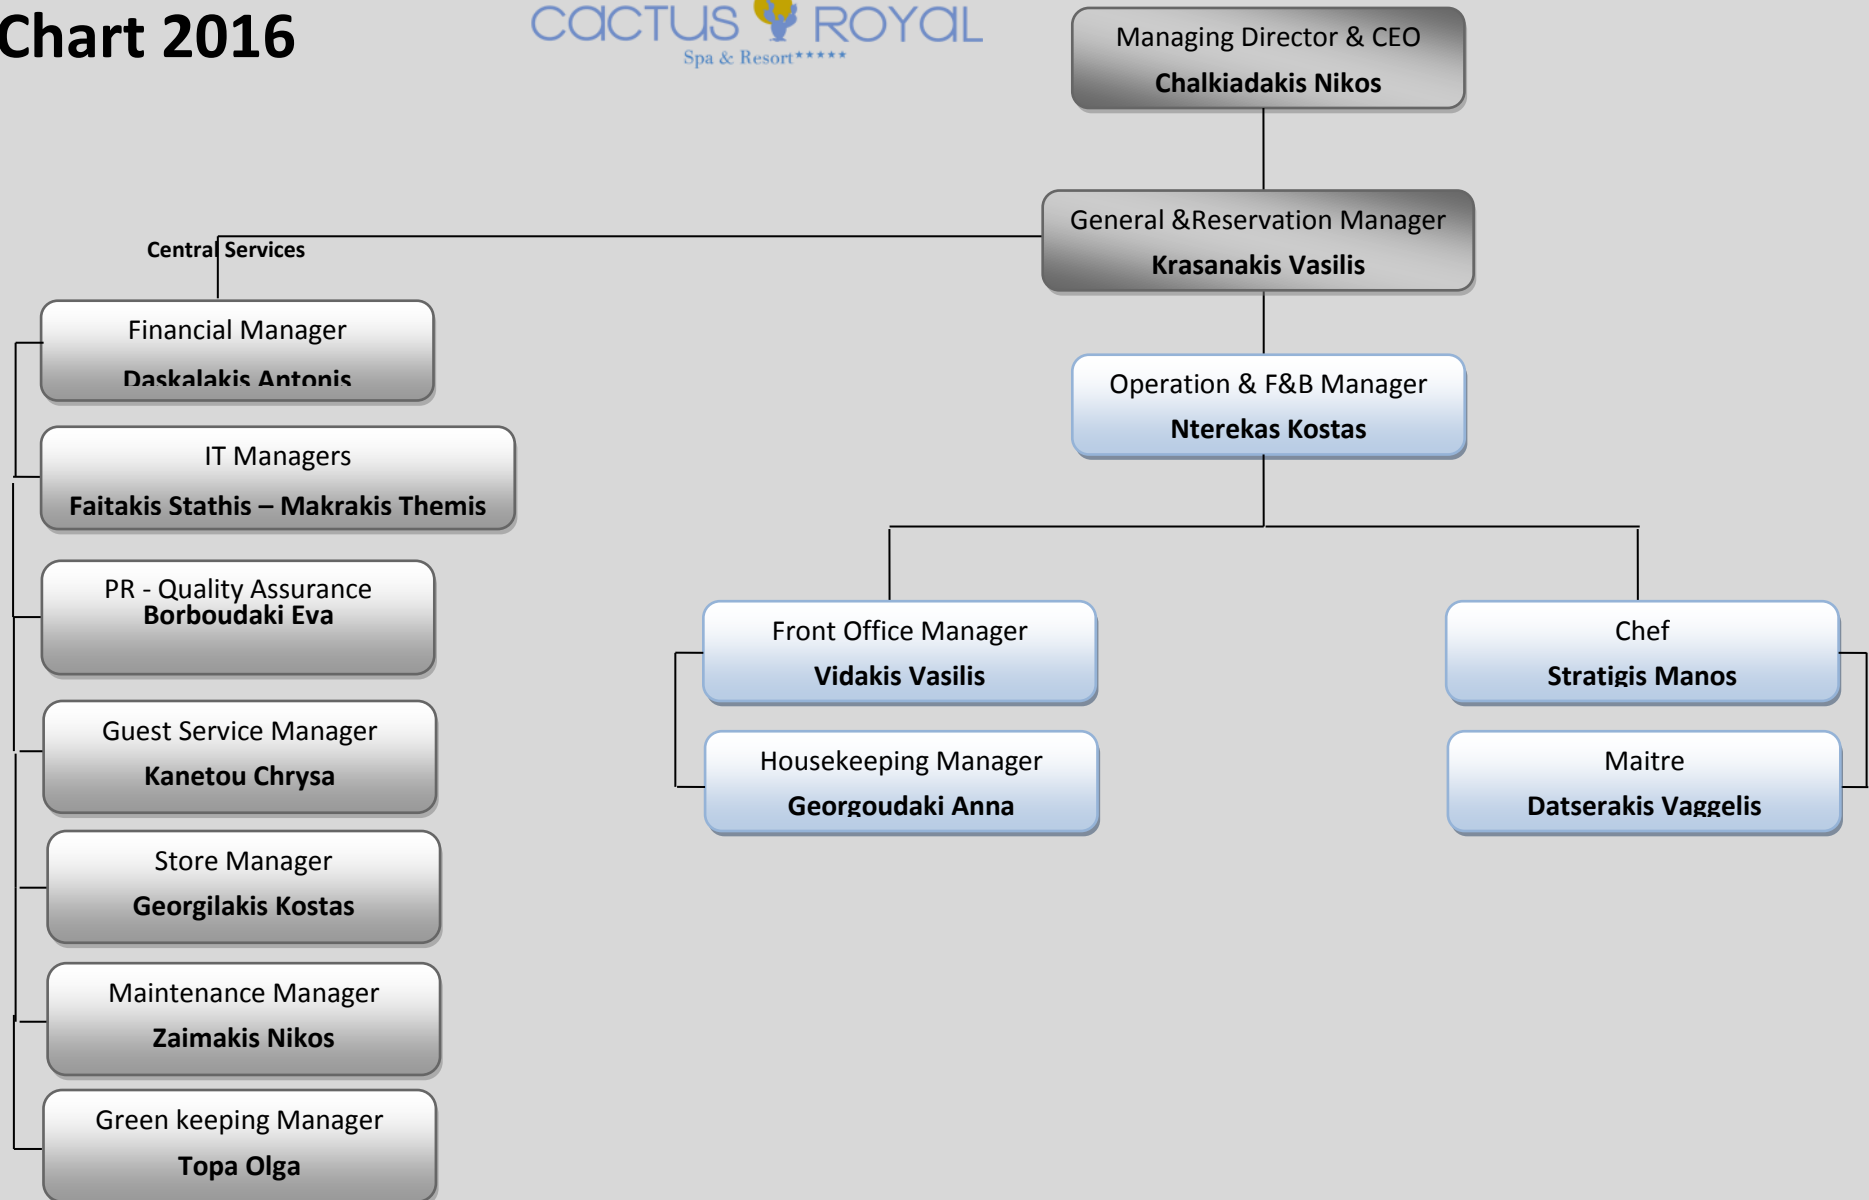 Chart 2016
CACTUS ROYAL
Spa & Resort*****
Managing Director & CEO
Chalkiadakis Nikos
General &Reservation Manager
Krasanakis Vasilis
Central Services
Financial Manager
Daskalakis Antonis
Operation & F&B Manager
Nterekas Kostas
IT Managers
Faitakis Stathis – Makrakis Themis
PR - Quality Assurance
Borboudaki Eva
Front Office Manager
Vidakis Vasilis
Chef
Stratigis Manos
Guest Service Manager
Kanetou Chrysa
Housekeeping Manager
Georgoudaki Anna
Maitre
Datserakis Vaggelis
Store Manager
Georgilakis Kostas
Maintenance Manager
Zaimakis Nikos
Green keeping Manager
Topa Olga